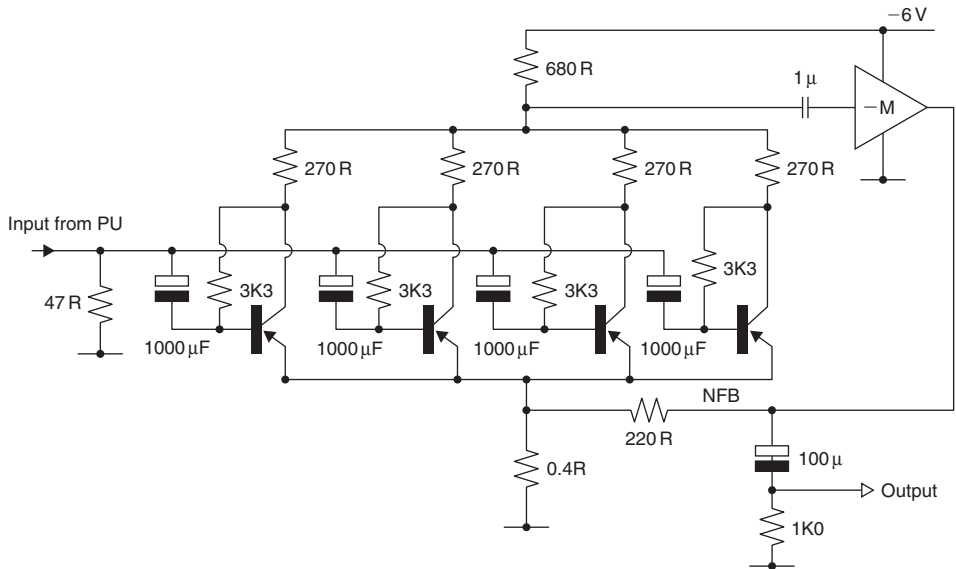 −6 V
680 R
1 μ
−M
270 R
270 R
270 R
270 R
Input from PU
47 R
3K3
3K3
3K3
3K3
1000 μF
1000 μF
1000 μF
1000 μF
NFB
220 R
0.4R
100 μ
Output
1K0